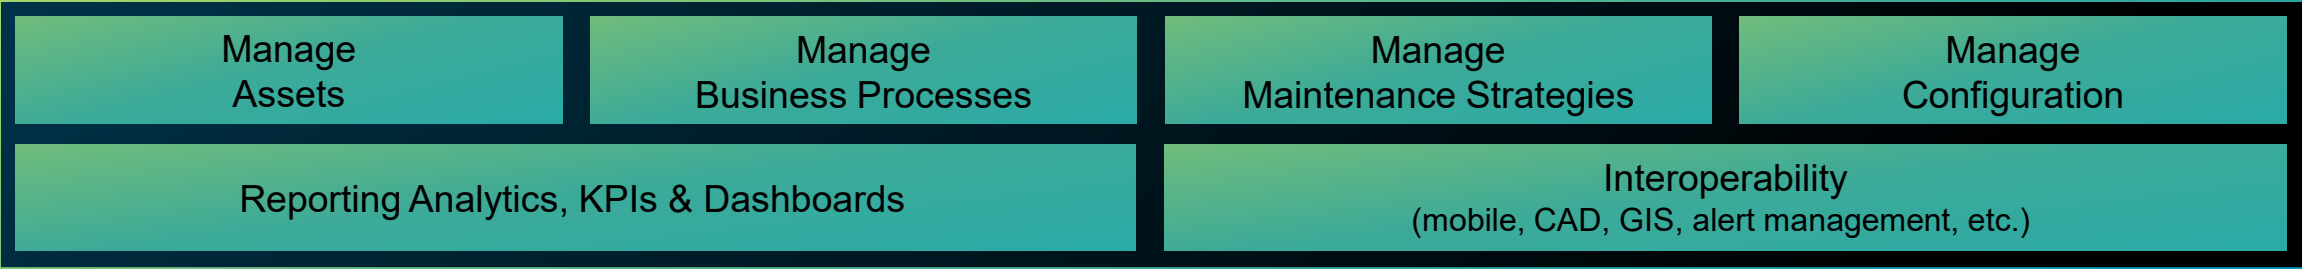 Manage
Assets
Manage
Business Processes
Manage
Maintenance Strategies
Manage
Configuration
Reporting Analytics, KPIs & Dashboards
Interoperability
(mobile, CAD, GIS, alert management, etc.)